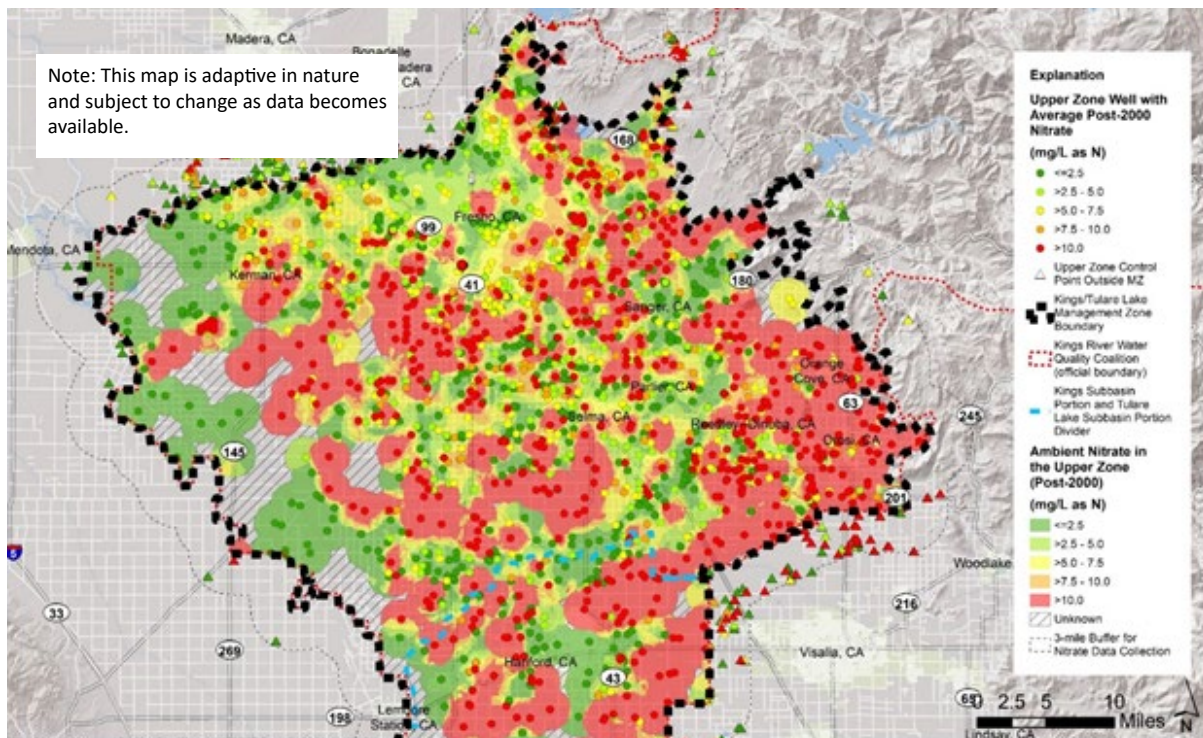 Madera, CA
Bonadelle
adera
CA
Note: This map is adaptive in nature
and subject to change as data becomes
available.
168
Mendota, CA
Fresno, CA
99
Kerman, CA
41
180
Sanger, CA
Orange
Cove, CA
Parlier, CA
63
Selma, CA
Reedley
Dinuba, CA
Orosi, CA
245
145
201
5
Woodlake
33
216
269
Visalia, CA
Hanford, CA
43
198
Lemoore
Station, CA
65
Lindsay, CA
Explanation
Upper Zone Well with
Average Post-2000
Nitrate
(mg/L as N)
<=2.5
>2.5 - 5.0
>5.0 - 7.5
>7.5 - 10.0
>10.0
Upper Zone Control
Point Outside MZ
Kings/Tulare Lake
Management Zone
Boundary
Kings River Water
Quality Coalition
(official boundary)
Kings Subbasin
Portion and Tulare
Lake Subbasin Portion
Divider
Ambient Nitrate in
the Upper Zone
(Post-2000)
(mg/L as N)
<=2.5
>2.5 - 5.0
>5.0 - 7.5
>7.5 - 10.0
>10.0
Unknown
3-mile Buffer for
Nitrate Data Collection
0 2.5 5 10
Miles
N